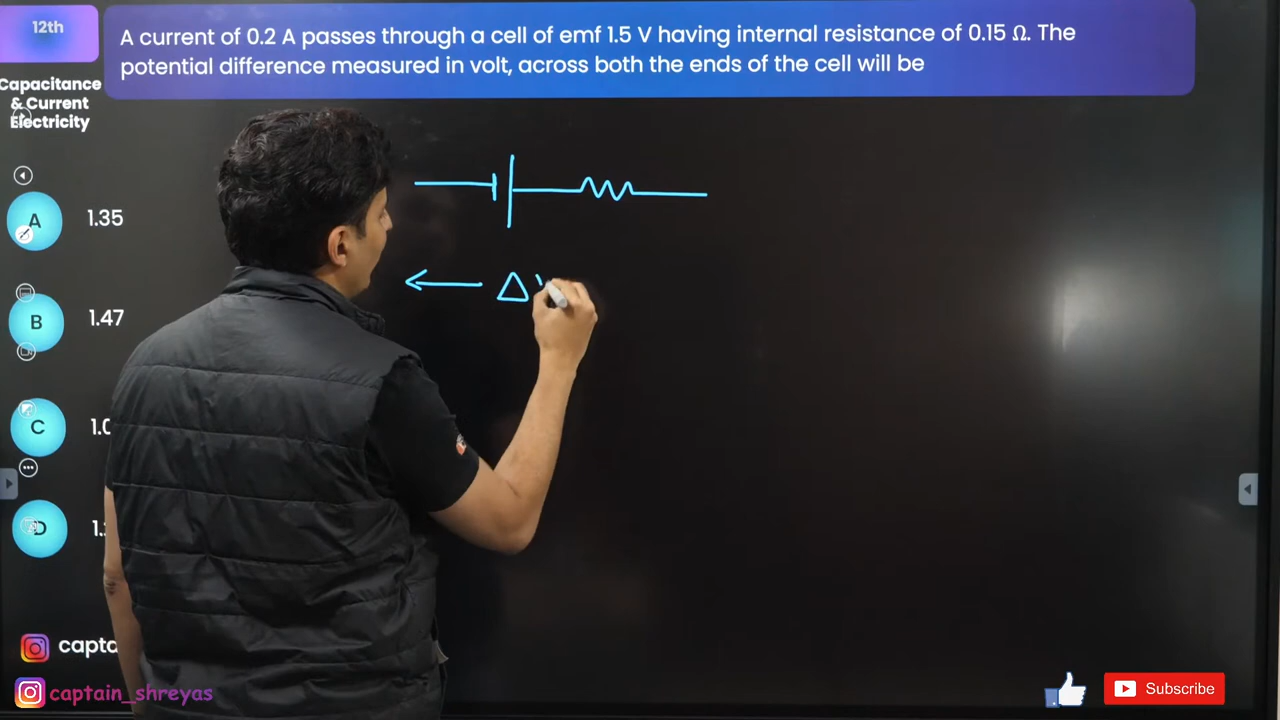 12th
A current of 0.2 A passes through a cell of emf 1.5 V having internal resistance of 0.15 Ω. The
potential difference measured in volt, across both the ends of the cell will be
Capacitance
& Current
Electricity
A 1.35
B 1.47
C
D
Δ
capta
captain_shreyas
Subscribe